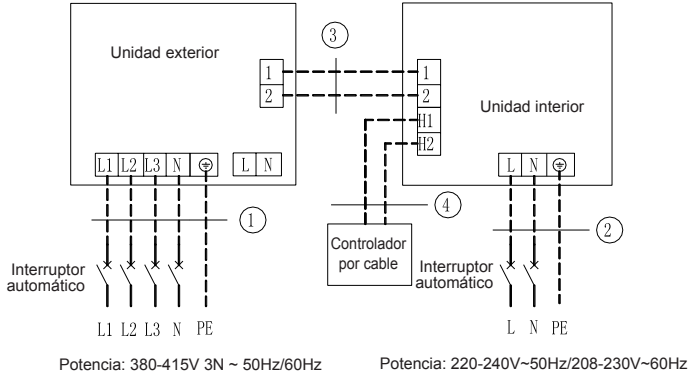 Unidad exterior
1
2
L1 L2 L3 N
L N
3
1
2
H1
H2
Unidad interior
L N
1
Interruptor
automático
L1 L2 L3 N PE
Potencia: 380-415V 3N ~ 50Hz/60Hz
4
Controlador
por cable
2
Interruptor
automático
L N PE
Potencia: 220-240V~50Hz/208-230V~60Hz